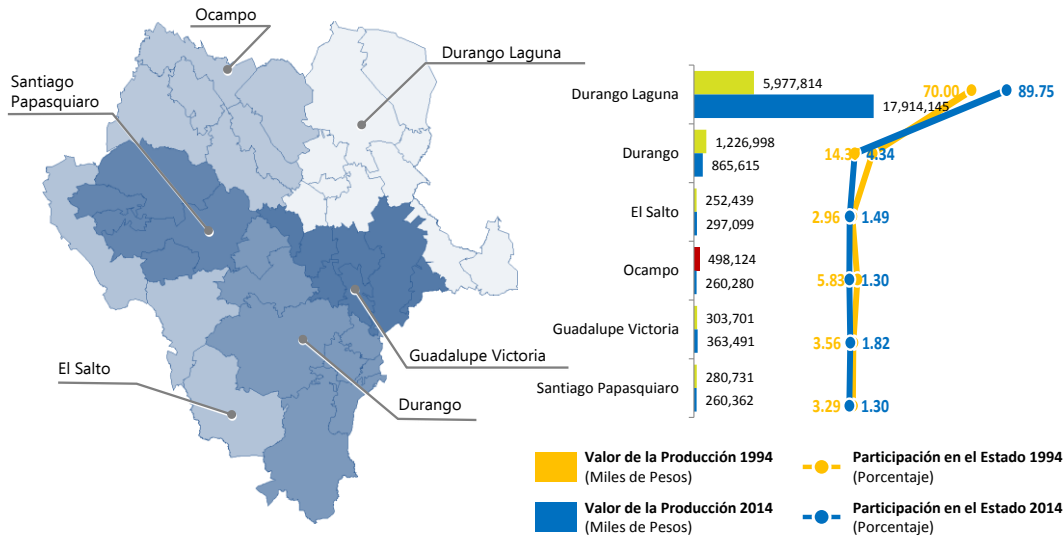 Ocampo
Durango Laguna
Santiago
Papasquiaro
El Salto
Guadalupe Victoria
Durango
Durango Laguna
5,977,814
17,914,145
70.00
89.75
Durango
1,226,998
865,615
14.3
4.34
El Salto
252,439
297,099
2.96
1.49
Ocampo
498,124
260,280
5.83
1.30
Guadalupe Victoria
303,701
363,491
3.56
1.82
Santiago Papasquiaro
280,731
260,362
3.29
1.30
Valor de la Producción 1994
(Miles de Pesos)
Participación en el Estado 1994
(Porcentaje)
Valor de la Producción 2014
(Miles de Pesos)
Participación en el Estado 2014
(Porcentaje)